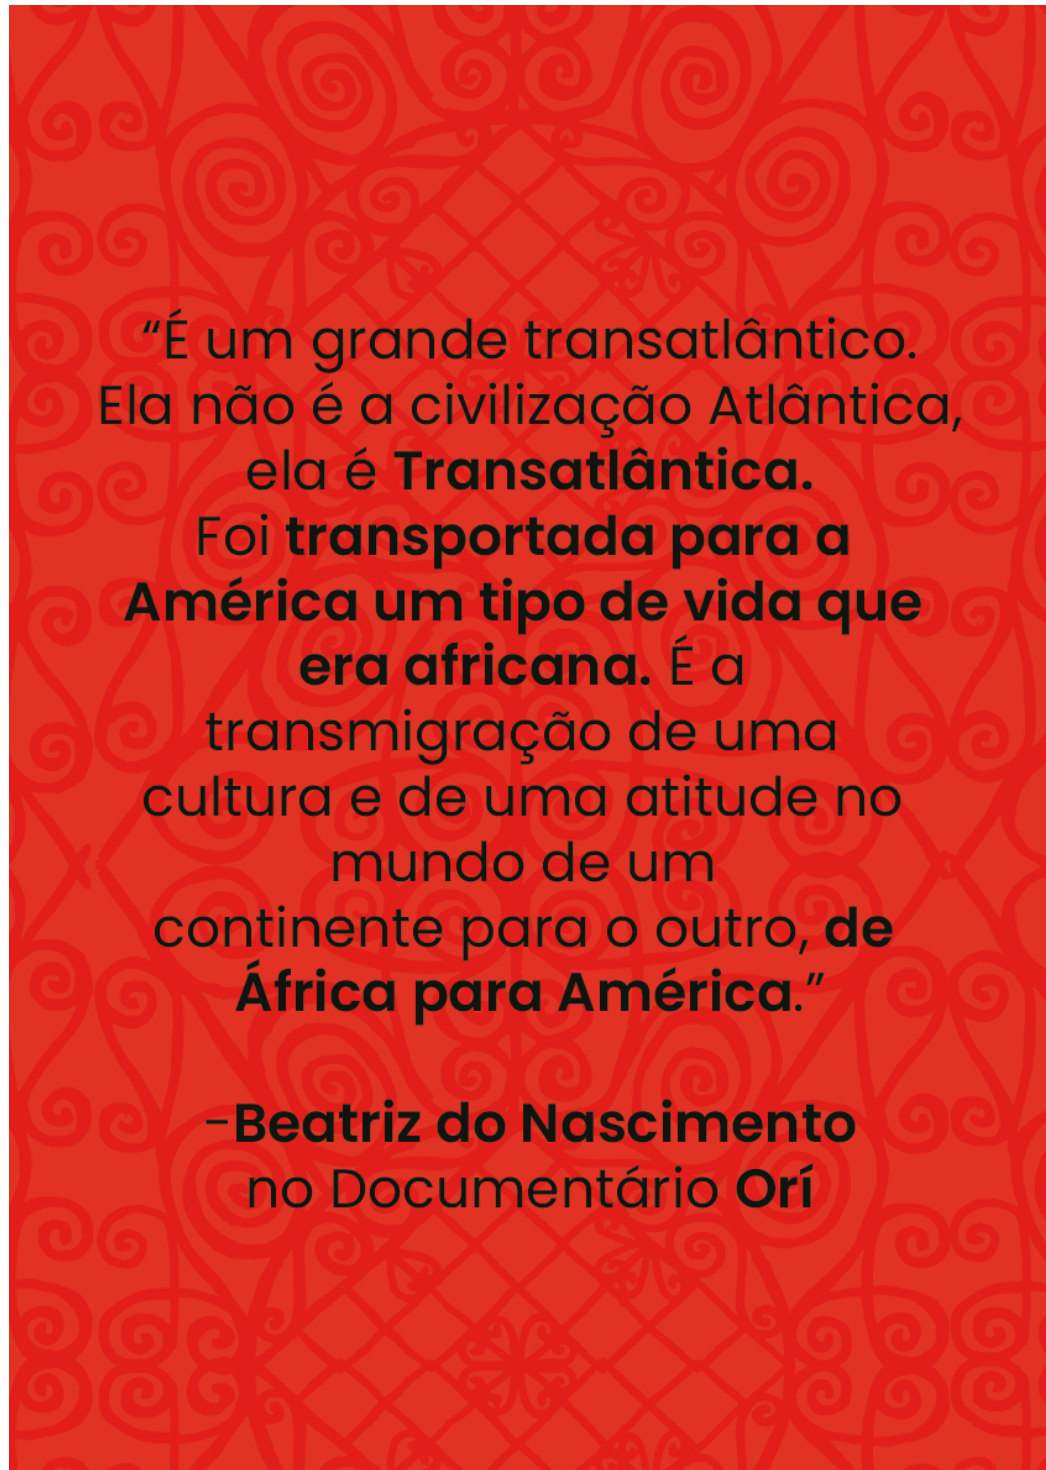 “É um grande transatlântico.
Ela não é a civilização Atlântica,
ela é Transatlântica.
Foi transportada para a
América um tipo de vida que
era africana. É a
transmigração de uma
cultura e de uma atitude no
mundo de um
continente para o outro, de
África para América.”
–Beatriz do Nascimento
no Documentário Orí